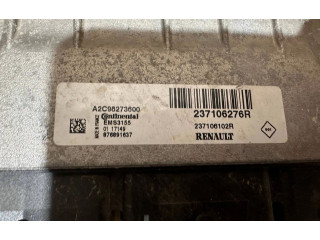 A2C98273600
Continental
EMS3155
01 17149
876891637
237106276R
237106102R
RENAULT